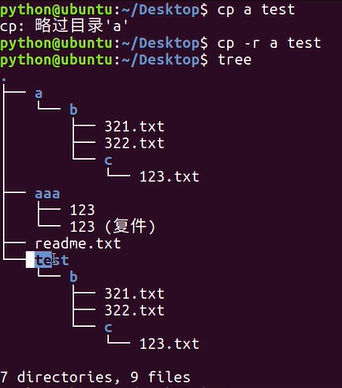 python@ubuntu:~/Desktop$ cp a test
cp: 略过目录'a'
python@ubuntu:~/Desktop$ cp -r a test
python@ubuntu:~/Desktop$ tree
.
├── a
│   └── b
│       ├── 321.txt
│       ├── 322.txt
│       └── c
│           └── 123.txt
├── aaa
│   ├── 123
│   └── 123 (复件)
├── readme.txt
└── test
    └── b
        ├── 321.txt
        ├── 322.txt
        └── c
            └── 123.txt
7 directories, 9 files